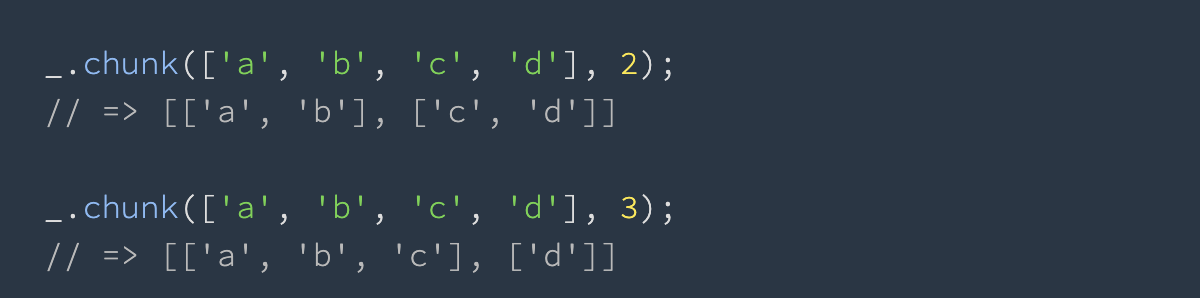 _.chunk(['a', 'b', 'c', 'd'], 2);
// => [['a', 'b'], ['c', 'd']]
_.chunk(['a', 'b', 'c', 'd'], 3);
// => [['a', 'b', 'c'], ['d']]